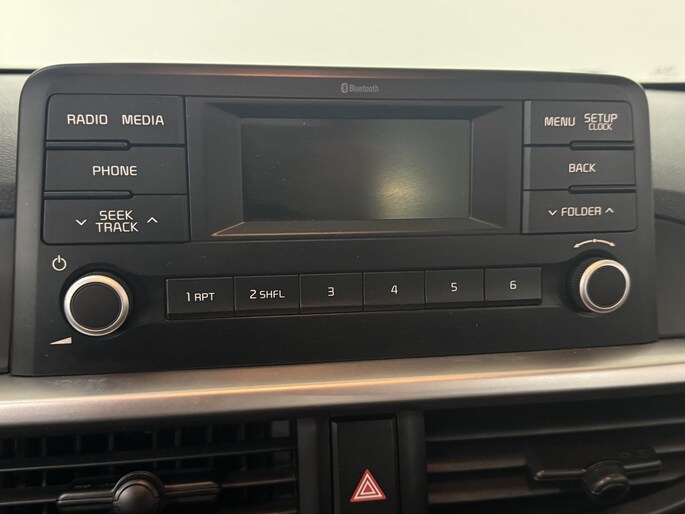 Bluetooth
RADIO MEDIA
PHONE
SEEK
TRACK
MENU SETUP
CLOCK
BACK
FOLDER
1 RPT 2 SHFL 3 4 5 6